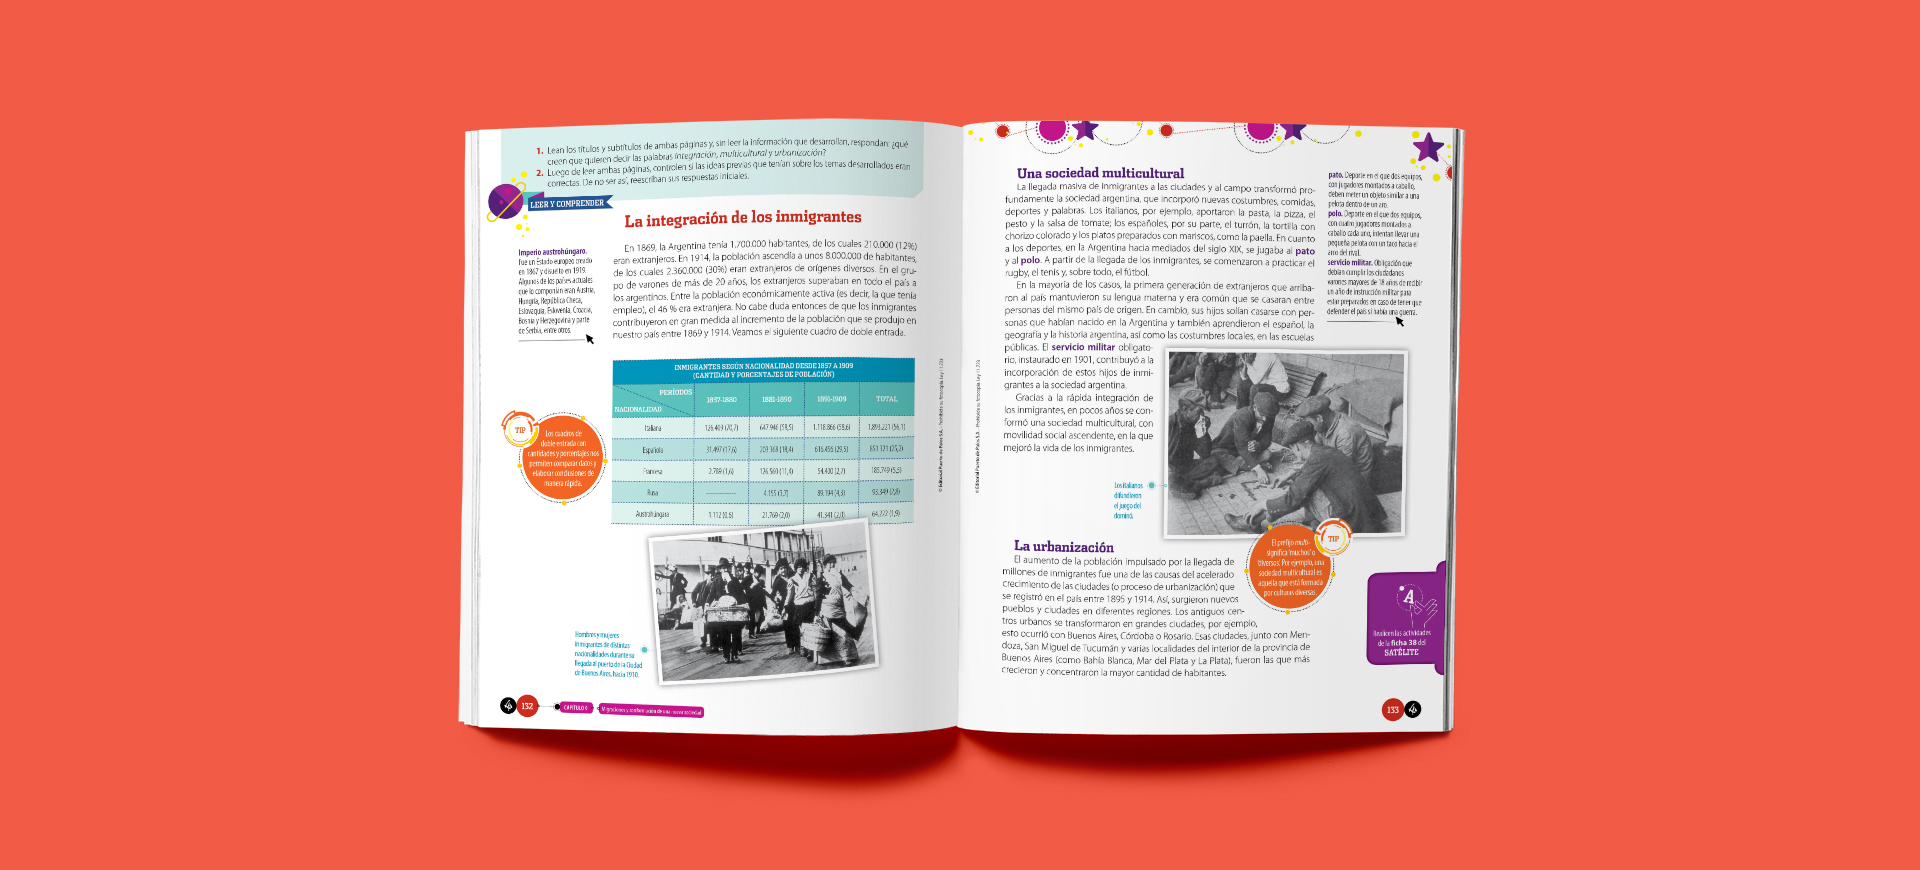 1. Lean los títulos y subtítulos de ambas páginas y, sin leer la información que desarrollan, respondan: ¿qué
creen que quieren decir las palabras integración, multicultural y urbanización?
2. Luego de leer ambas páginas, controlen si las ideas previas que tenían sobre los temas desarrollados eran
correctas. De no ser así, reescriban sus respuestas iniciales.
LEER Y COMPRENDER
La integración de los inmigrantes
Imperio austrohúngaro.
Fue un Estado europeo creado
en 1867 y disuelto en 1919.
Algunos de los países actuales
que lo componían eran Austria,
Hungría, República Checa,
Eslovaquia, Eslovenia, Croacia,
Bosnia y Herzegovina y parte
de Serbia, entre otros.
En 1869, la Argentina tenía 1.700.000 habitantes, de los cuales 210.000 (12%)
eran extranjeros. En 1914, la población ascendía a unos 8.000.000 de habitantes,
de los cuales 2.360.000 (30%) eran extranjeros de orígenes diversos. En el gru-
po de varones de más de 20 años, los extranjeros superaban en todo el país a
los argentinos. Entre la población económicamente activa (es decir, la que tenía
empleo), el 46 % era extranjera. No cabe duda entonces de que los inmigrantes
contribuyeron en gran medida al incremento de la población que se produjo en
nuestro país entre 1869 y 1914. Veamos el siguiente cuadro de doble entrada.
INMIGRANTES SEGÚN NACIONALIDAD DESDE 1857 A 1909
(CANTIDAD Y PORCENTAJES DE POBLACIÓN)
PERÍODOS
NACIONALIDAD
1857-1880 1881-1890 1891-1909 TOTAL
Italiana 126.409 (70,7) 647.946 (58,5) 1.118.866 (58,6) 1.893.221 (56,1)
Española 31.497 (17,6) 203.368 (18,4) 616.456 (29,5) 851.321 (25,2)
Francesa 2.789 (1,6) 126.560 (11,4) 54.400 (2,7) 185.749 (5,5)
Rusa 4.155 (3,7) 89.194 (4,3) 93.349 (2,8)
Austrohúngara 1.112 (0,6) 21.769 (2,0) 41.341 (2,0) 64.222 (1,9)
TIP
Los cuadros de
doble entrada con
cantidades y porcentajes nos
permiten comparar datos y
elaborar conclusiones de
manera rápida.
Hombres y mujeres
inmigrantes de distintas
nacionalidades durante su
llegada al puerto de la Ciudad
de Buenos Aires, hacia 1910.
132
CAPÍTULO
Migraciones y conformación de una nueva sociedad
© Editorial Puerto de Palos S.A. - Prohibida su fotocopia. Ley 11.723
© Editorial Puerto de Palos S.A. - Prohibida su fotocopia. Ley 11.723
Una sociedad multicultural
La llegada masiva de inmigrantes a las ciudades y al campo transformó pro-
fundamente la sociedad argentina, que incorporó nuevas costumbres, comidas,
deportes y palabras. Los italianos, por ejemplo, aportaron la pasta, la pizza, el
pesto y la salsa de tomate; los españoles, por su parte, el turrón, la tortilla con
chorizo colorado y los platos preparados con mariscos, como la paella. En cuanto
a los deportes, en la Argentina hacia mediados del siglo XIX, se jugaba al pato
y al polo. A partir de la llegada de los inmigrantes, se comenzaron a practicar el
rugby, el tenis y, sobre todo, el fútbol.
En la mayoría de los casos, la primera generación de extranjeros que arriba-
ron al país mantuvieron su lengua materna y era común que se casaran entre
personas del mismo país de origen. En cambio, sus hijos solían casarse con per-
sonas que habían nacido en la Argentina y también aprendieron el español, la
geografía y la historia argentina, así como las costumbres locales, en las escuelas
públicas. El servicio militar obligato-
rio, instaurado en 1901, contribuyó a la
incorporación de estos hijos de inmi-
grantes a la sociedad argentina.
Gracias a la rápida integración de
los inmigrantes, en pocos años se con-
formó una sociedad multicultural, con
movilidad social ascendente, en la que
mejoró la vida de los inmigrantes.
pato. Deporte en el que dos equipos,
con jugadores montados a caballo,
deben meter un objeto similar a una
pelota dentro de un aro.
polo. Deporte en el que dos equipos,
con cuatro jugadores montados a
caballo cada uno, intentan llevar una
pequeña pelota con un taco hacia el
arco del rival.
servicio militar. Obligación que
debían cumplir los ciudadanos
varones mayores de 18 años de recibir
un año de instrucción militar para
estar preparados en caso de tener que
defender el país si había una guerra.
Los italianos
difundieron
el juego del
dominó.
La urbanización
El aumento de la población impulsado por la llegada de
millones de inmigrantes fue una de las causas del acelerado
crecimiento de las ciudades (o proceso de urbanización) que
se registró en el país entre 1895 y 1914. Así, surgieron nuevos
pueblos y ciudades en diferentes regiones. Los antiguos cen-
tros urbanos se transformaron en grandes ciudades, por ejemplo,
esto ocurrió con Buenos Aires, Córdoba o Rosario. Esas ciudades, junto con Men-
doza, San Miguel de Tucumán y varias localidades del interior de la provincia de
Buenos Aires (como Bahía Blanca, Mar del Plata y La Plata), fueron las que más
crecieron y concentraron la mayor cantidad de habitantes.
TIP
El prefijo multi-
significa 'muchos' o
'diversos'. Por ejemplo, una
sociedad multicultural es
aquella que está formada
por culturas diversas.
A
Realicen las actividades
de la ficha 38 del
SATÉLITE
133